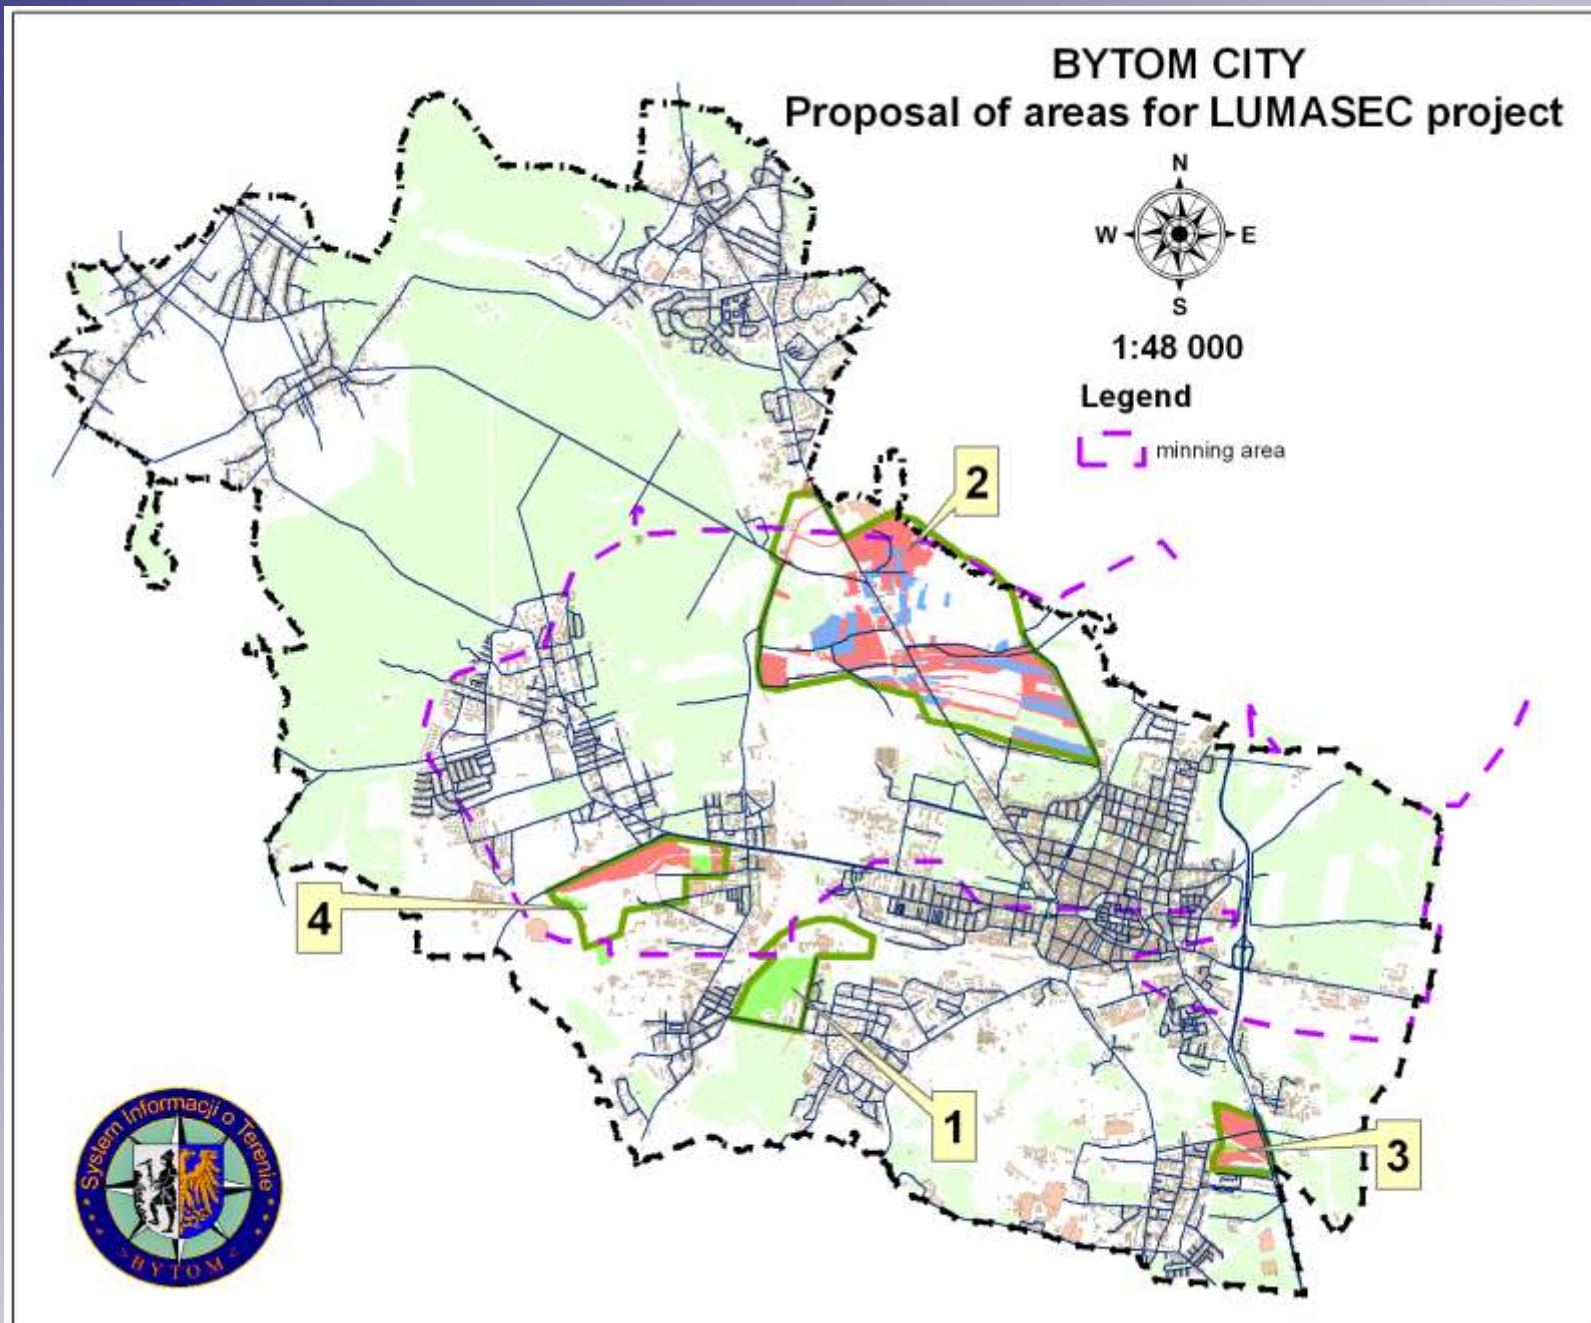 BYTOM CITY
Proposal of areas for LUMASEC project
N
W E
S
1:48 000
Legend
minning area
2
4
1
3
System Informacji o Terenie
> BYTOM <